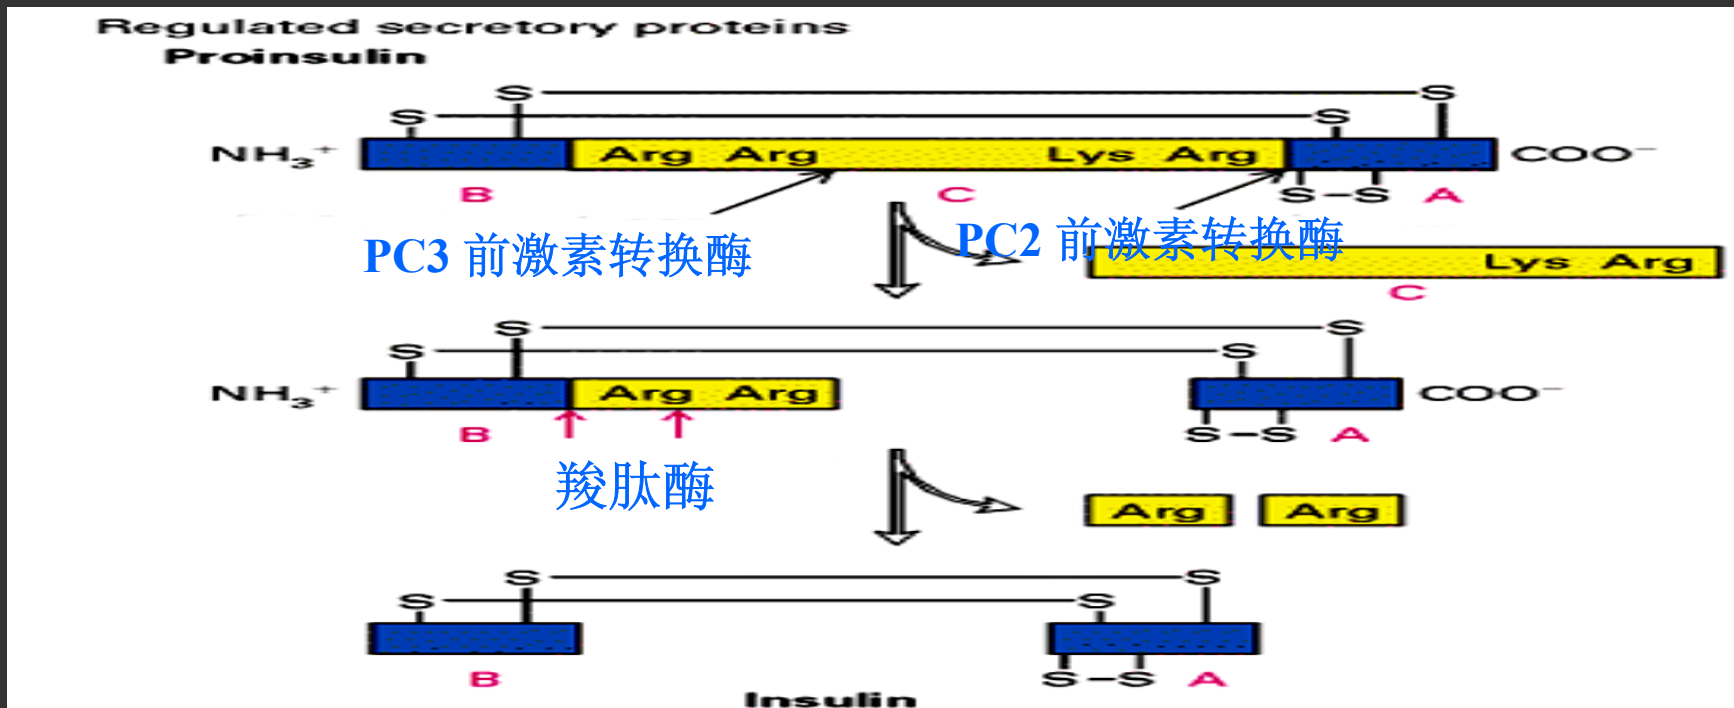 Regulated secretory proteins
Proinsulin
S S
S S
NH₃⁺ Arg Arg Lys Arg COO⁻
B C S-S A
PC3 前激素转换酶 PC2 前激素转换酶
Lys Arg
C
S S
S S
NH₃⁺ Arg Arg COO⁻
B S-S A
羧肽酶
Arg Arg
S S
S S
B S-S A
Insulin